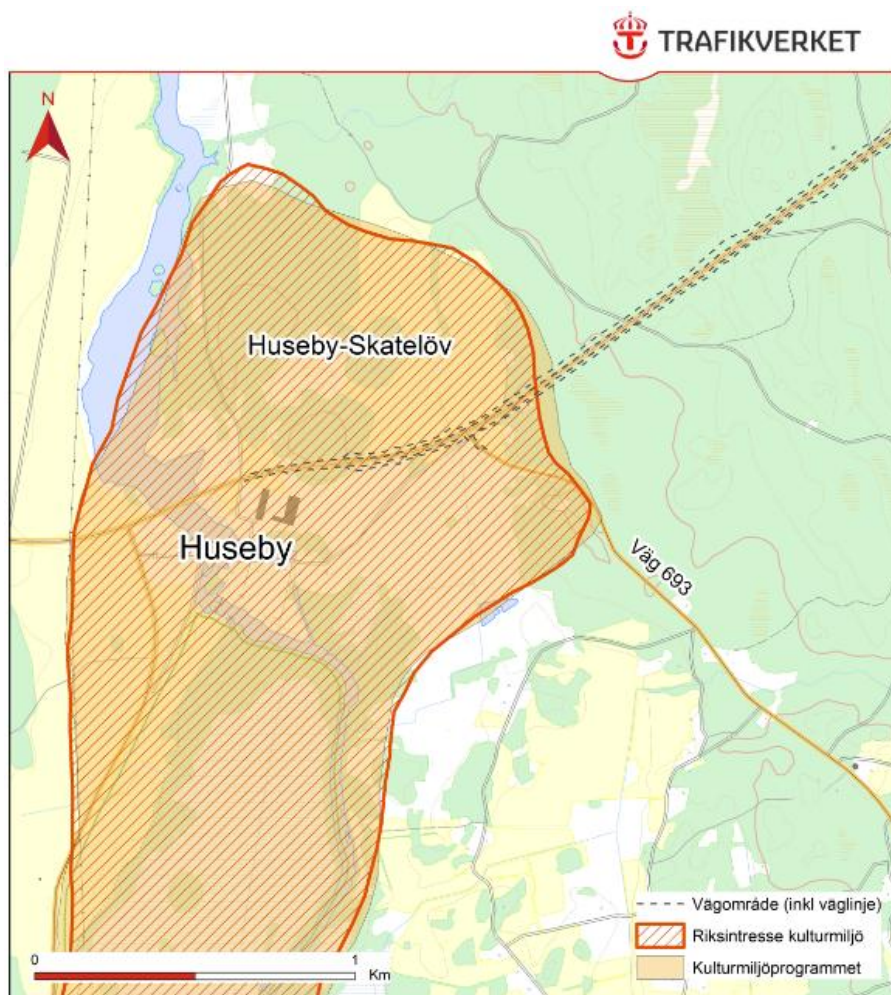 TRAFIKVERKET
N
Huseby-Skatelöv
Huseby
Väg 693
Vägområde (inkl väglinje)
Riksintresse kulturmiljö
Kulturmiljöprogrammet
0 1
Km